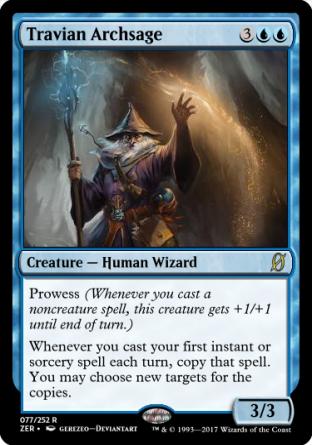 Travian Archsage 3
Creature — Human Wizard
Prowess (Whenever you cast a
noncreature spell, this creature gets +1/+1
until end of turn.)
Whenever you cast your first instant or
sorcery spell each turn, copy that spell.
You may choose new targets for the
copies.
3/3
077/252 R
ZER • GEREZEO—DEVIANTART
™ & © 1993—2017 Wizards of the Coast